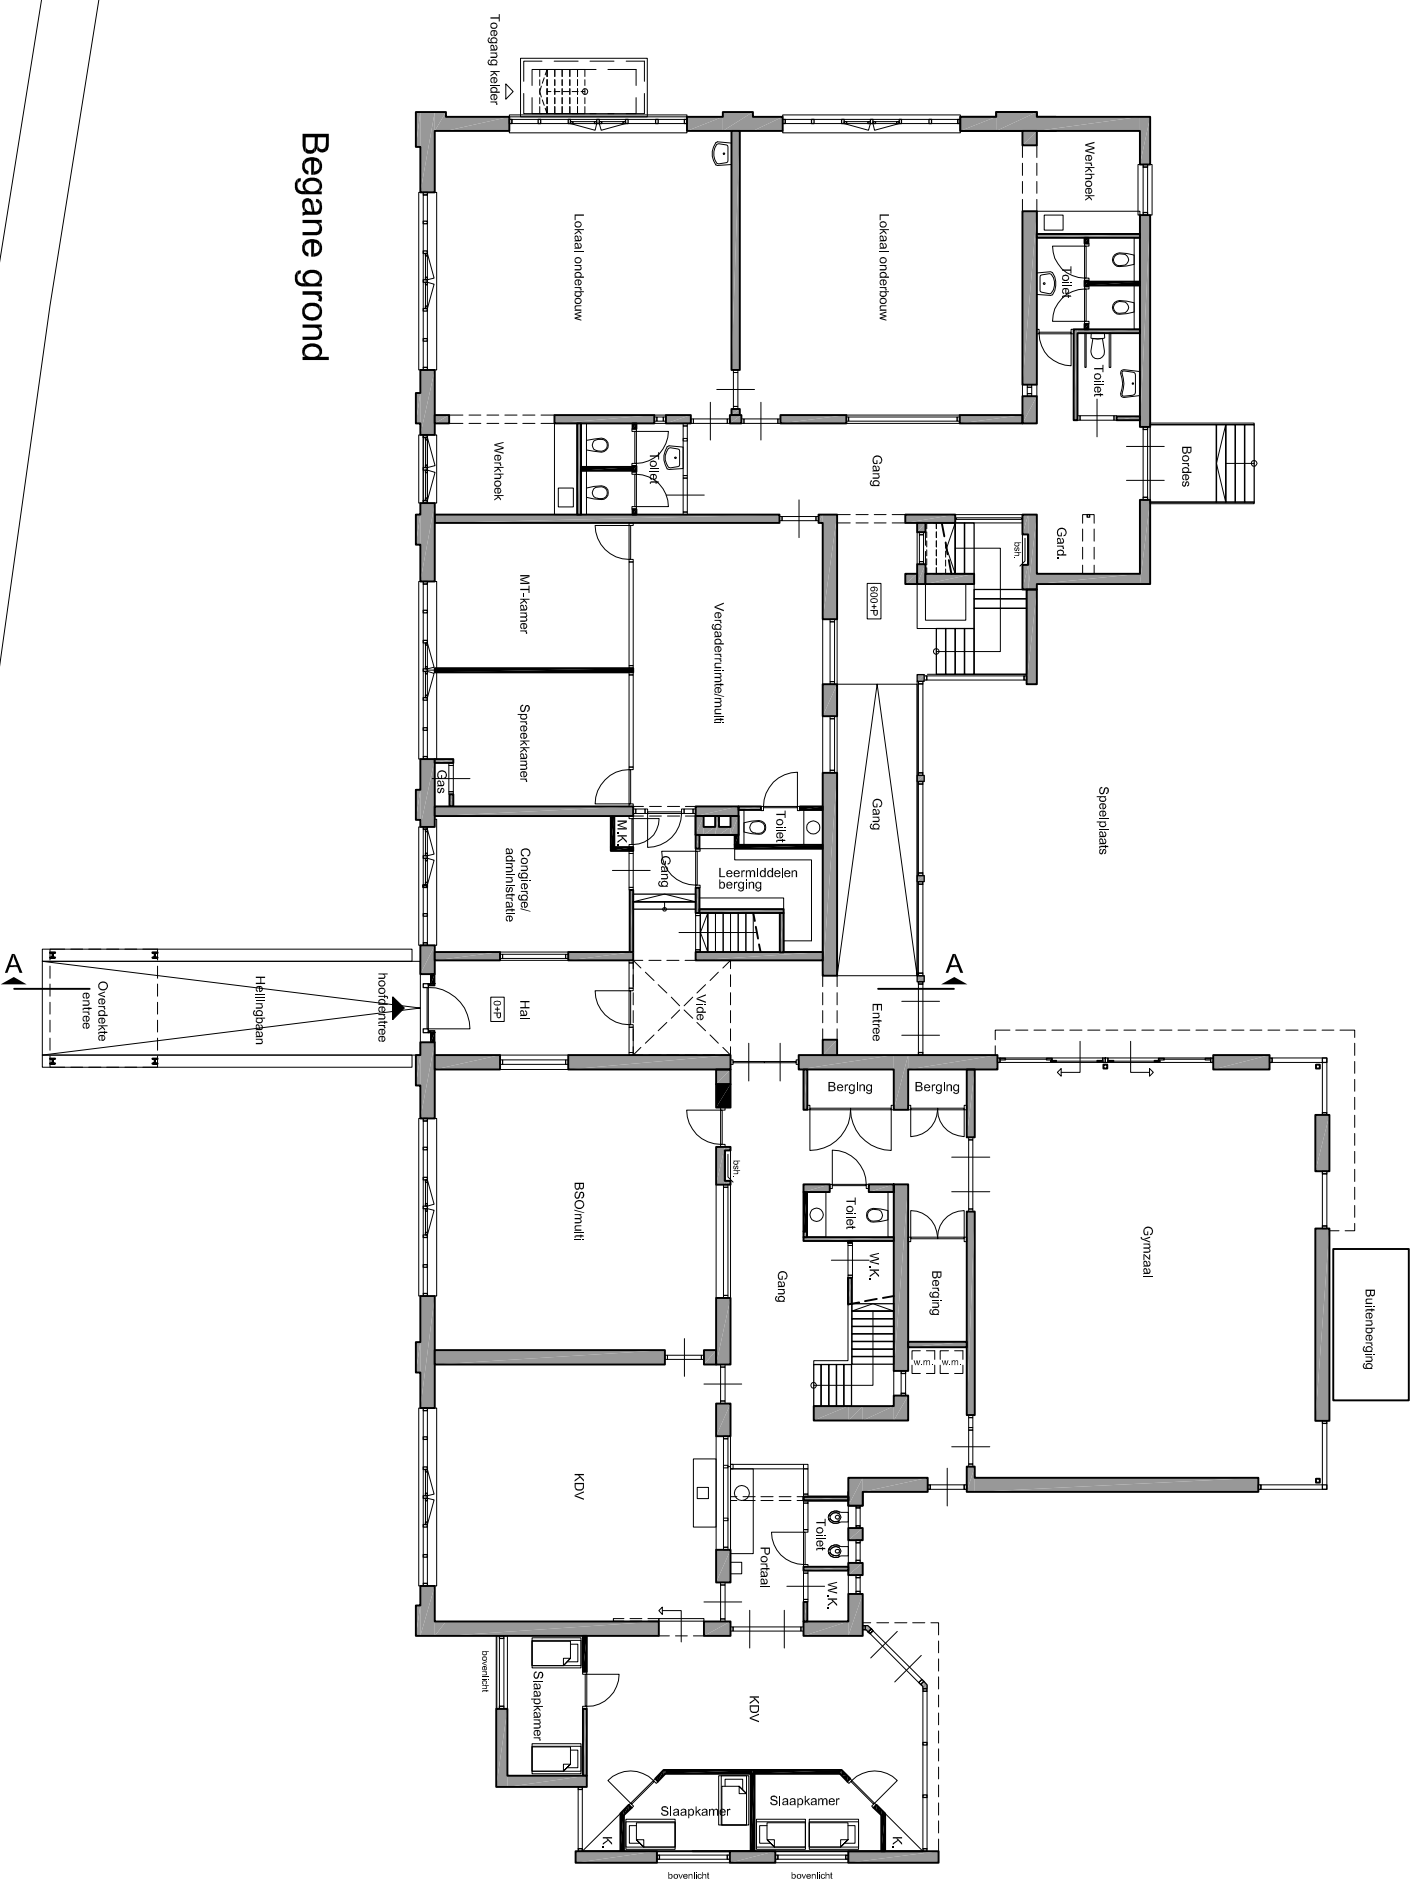 Toegang kelder
Begane grond
Lokaal onderbouw
Lokaal onderbouw
Werkhoek
Toilet
Toilet
Bordes
Werkhoek
Toilet
Gang
Gard.
bsh.
600+P
MT-kamer
Vergaderruimte/multi
Spreekkamer
Gas
Gang
Speelplaats
M.K.
Toilet
Congierge/
administratie
Gang
Leermiddelen
berging
A
Overdekte
entree
Hellingbaan
hoofdentree
Hal
0+P
Vide
Entree
A
Berging
Berging
bsh.
BSO/multi
Toilet
W.K.
Gang
Berging
Gymzaal
Buitenberging
w.m.
w.m.
KDV
Portaal
Toilet
W.K.
bovenlicht
Slaapkamer
KDV
Slaapkamer
Slaapkamer
K.
K.
bovenlicht
bovenlicht